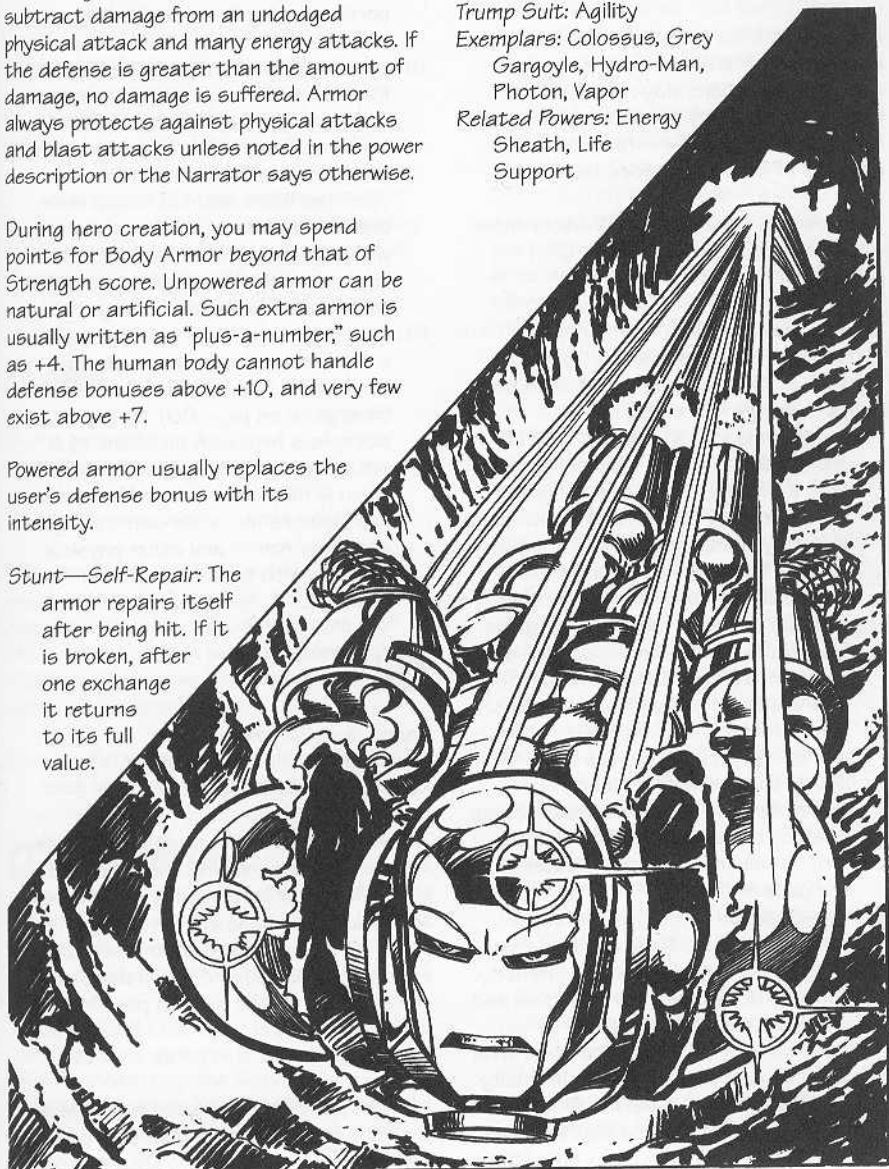 subtract damage from an undodged
physical attack and many energy attacks. If
the defense is greater than the amount of
damage, no damage is suffered. Armor
always protects against physical attacks
and blast attacks unless noted in the power
description or the Narrator says otherwise.
During hero creation, you may spend
points for Body Armor beyond that of
Strength score. Unpowered armor can be
natural or artificial. Such extra armor is
usually written as “plus-a-number,” such
as +4. The human body cannot handle
defense bonuses above +10, and very few
exist above +7.
Powered armor usually replaces the
user’s defense bonus with its
intensity.
Stunt—Self-Repair: The
armor repairs itself
after being hit. If it
is broken, after
one exchange
it returns
to its full
value.
Trump Suit: Agility
Exemplars: Colossus, Grey
Gargoyle, Hydro-Man,
Photon, Vapor
Related Powers: Energy
Sheath, Life
Support